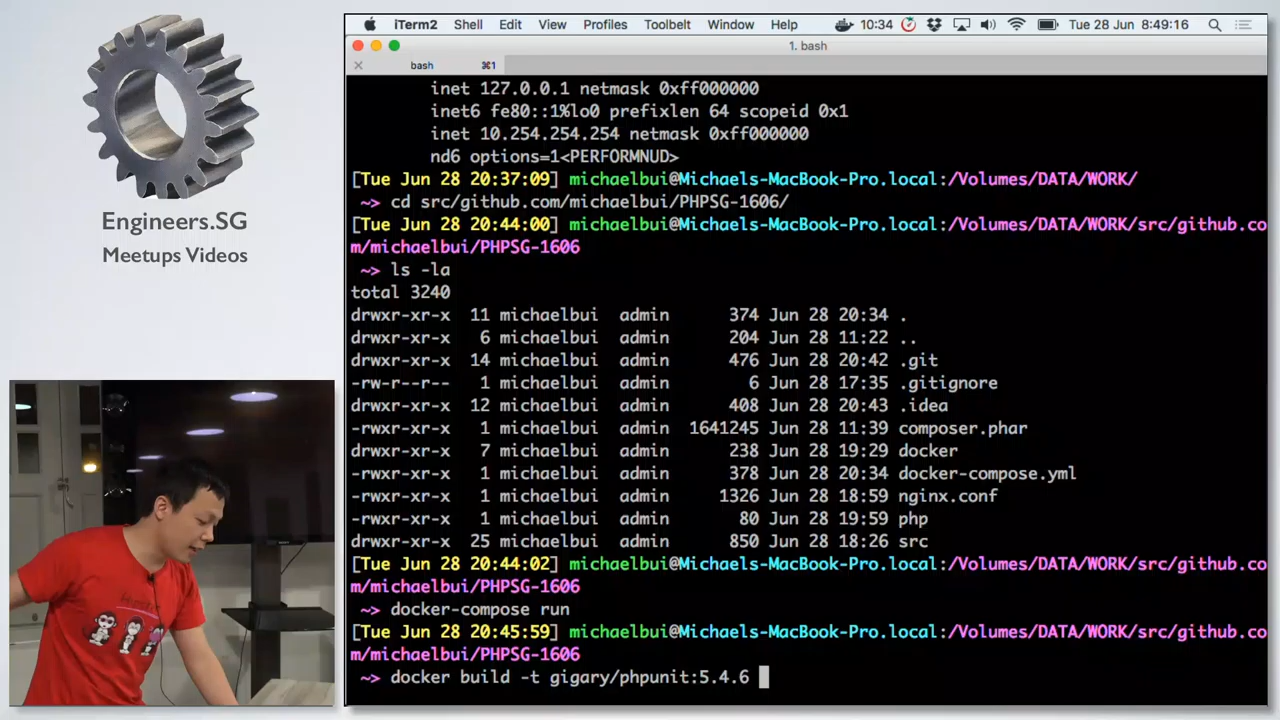 iTerm2 Shell Edit View Profiles Toolbelt Window Help 10:34 Tue 28 Jun 8:49:16
1. bash
bash ⌘1
inet 127.0.0.1 netmask 0xff000000
inet6 fe80::1%lo0 prefixlen 64 scopeid 0x1
inet 10.254.254.254 netmask 0xff000000
nd6 options=1<PERFORMNUD>
[Tue Jun 28 20:37:09] michaelbui@Michaels-MacBook-Pro.local:/Volumes/DATA/WORK/
~> cd src/github.com/michaelbui/PHPSG-1606/
[Tue Jun 28 20:44:00] michaelbui@Michaels-MacBook-Pro.local:/Volumes/DATA/WORK/src/github.co
m/michaelbui/PHPSG-1606
~> ls -la
total 3240
drwxr-xr-x 11 michaelbui admin 374 Jun 28 20:34 .
drwxr-xr-x 6 michaelbui admin 204 Jun 28 11:22 ..
drwxr-xr-x 14 michaelbui admin 476 Jun 28 20:42 .git
-rw-r--r-- 1 michaelbui admin 6 Jun 28 17:35 .gitignore
drwxr-xr-x 12 michaelbui admin 408 Jun 28 20:43 .idea
-rwxr-xr-x 1 michaelbui admin 1641245 Jun 28 11:39 composer.phar
drwxr-xr-x 7 michaelbui admin 238 Jun 28 19:29 docker
-rwxr-xr-x 1 michaelbui admin 378 Jun 28 20:34 docker-compose.yml
-rwxr-xr-x 1 michaelbui admin 1326 Jun 28 18:59 nginx.conf
-rwxr-xr-x 1 michaelbui admin 80 Jun 28 19:59 php
drwxr-xr-x 25 michaelbui admin 850 Jun 28 18:26 src
[Tue Jun 28 20:44:02] michaelbui@Michaels-MacBook-Pro.local:/Volumes/DATA/WORK/src/github.co
m/michaelbui/PHPSG-1606
~> docker-compose run
[Tue Jun 28 20:45:59] michaelbui@Michaels-MacBook-Pro.local:/Volumes/DATA/WORK/src/github.co
m/michaelbui/PHPSG-1606
~> docker build -t gigary/phpunit:5.4.6
Engineers.SG
Meetups Videos